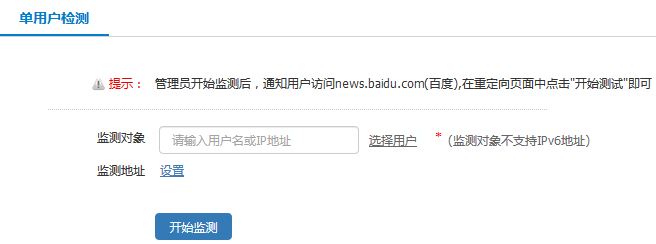 单用户检测
提示： 管理员开始监测后，通知用户访问news.baidu.com(百度),在重定向页面中点击"开始测试"即可
监测对象 请输入用户名或IP地址 选择用户 * (监测对象不支持IPv6地址)
监测地址 设置
开始监测